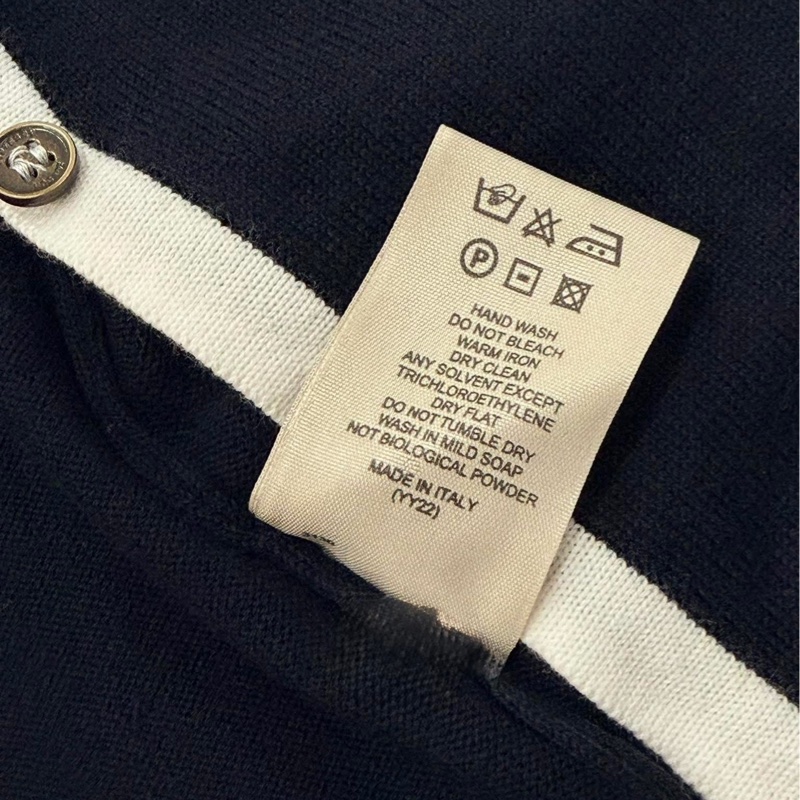 P
HAND WASH
DO NOT BLEACH
WARM IRON
DRY CLEAN
ANY SOLVENT EXCEPT
TRICHLOROETHYLENE
DRY FLAT
DO NOT TUMBLE DRY
WASH IN MILD SOAP
NOT BIOLOGICAL POWDER
MADE IN ITALY
(YY22)